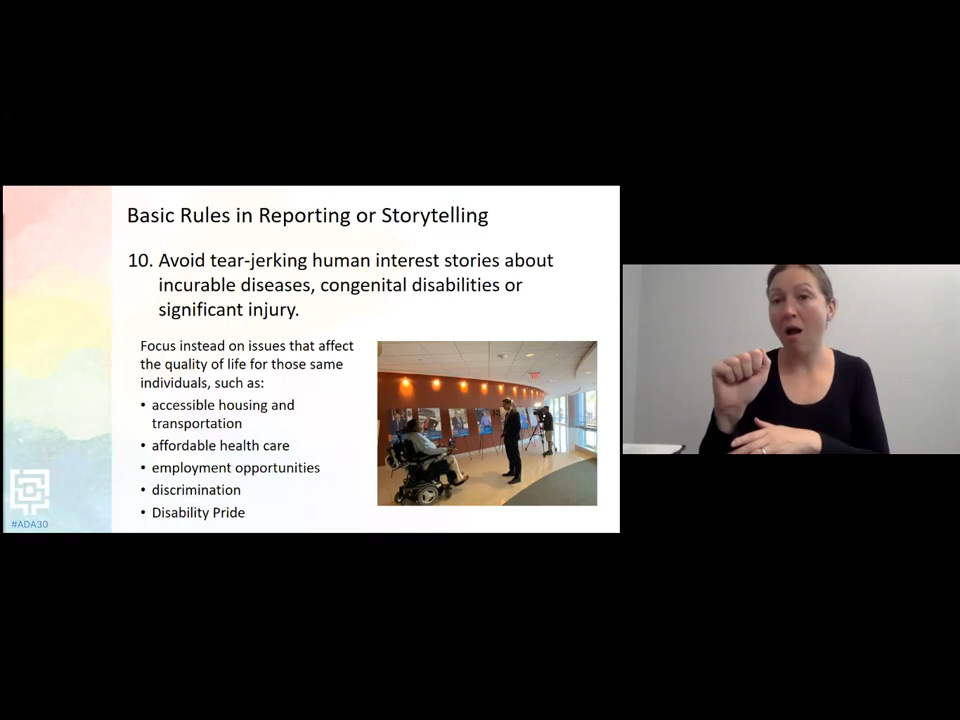 Basic Rules in Reporting or Storytelling
10. Avoid tear-jerking human interest stories about
incurable diseases, congenital disabilities or
significant injury.
Focus instead on issues that affect
the quality of life for those same
individuals, such as:
• accessible housing and
transportation
• affordable health care
• employment opportunities
• discrimination
• Disability Pride
#ADA30